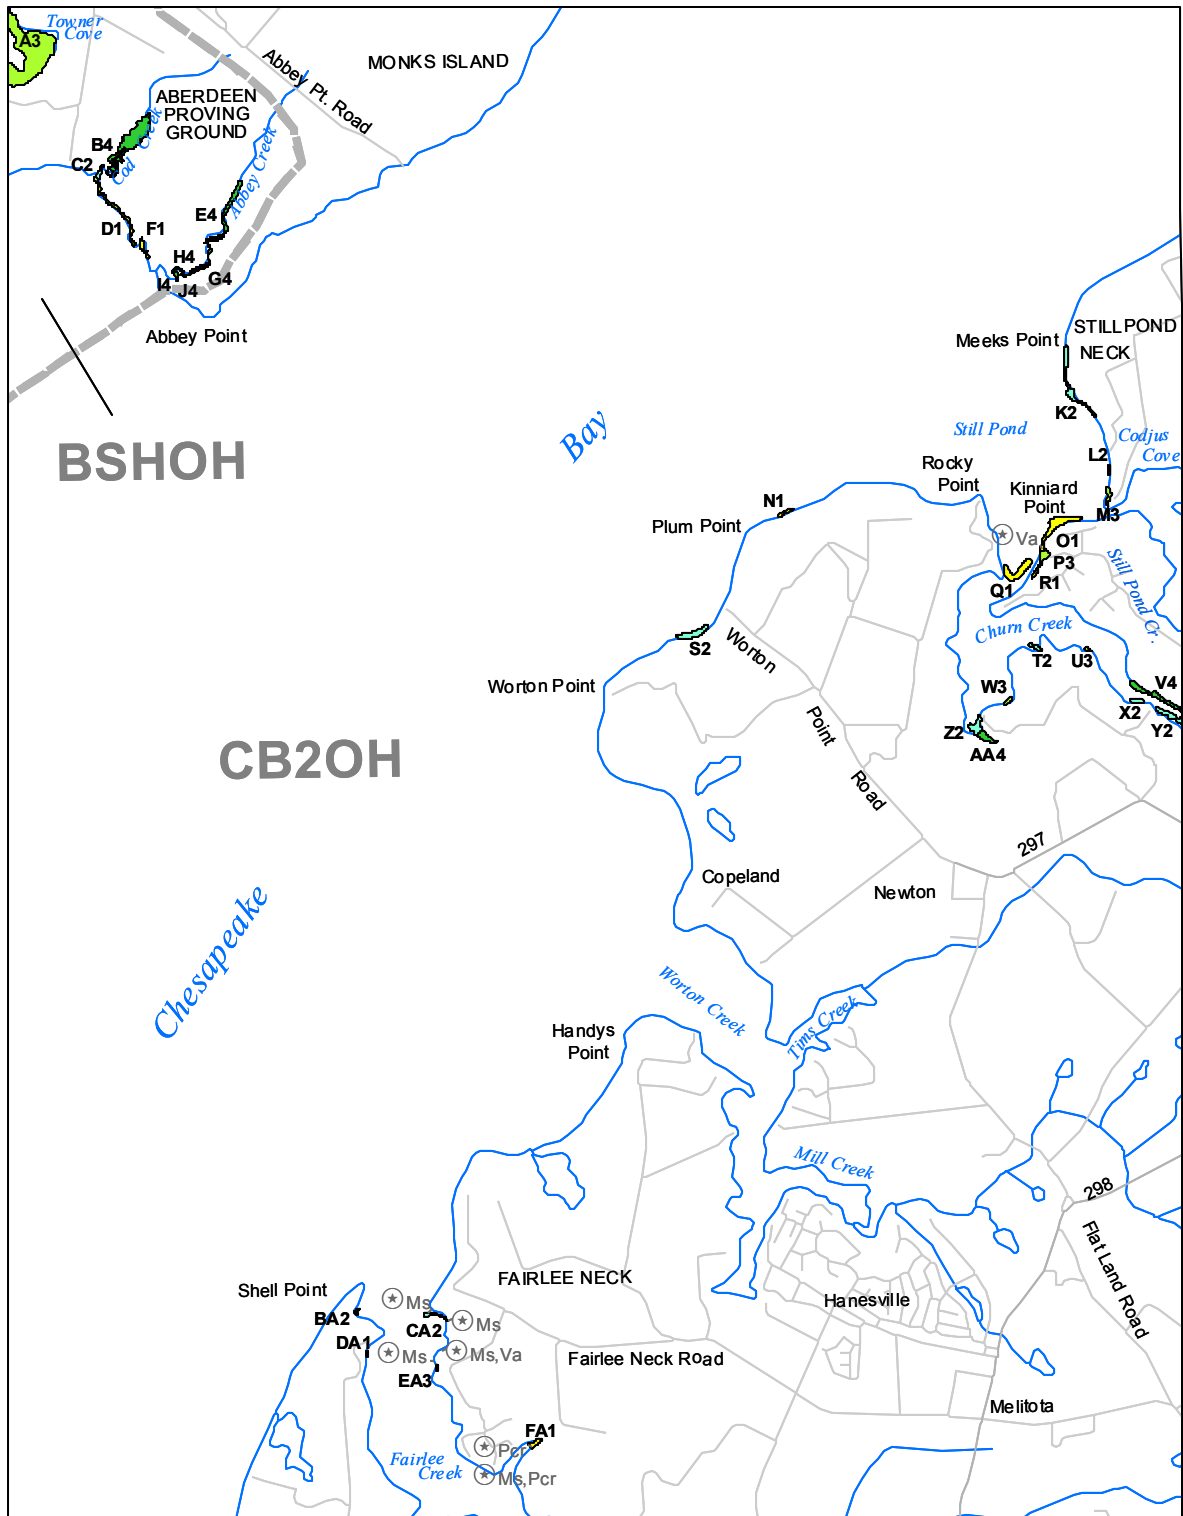 Towner
Cove
A3
Abbey Pt. Road
MONKS ISLAND
ABERDEEN
PROVING
GROUND
B4
Cod Creek
C2
Abbey Creek
D1
F1
E4
H4
G4
I4
J4
Abbey Point
STILLPOND
NECK
Meeks Point
K2
BSHOH
Bay
Still Pond
Codjus
Cove
L2
Rocky
Point
Kinniard
Point
N1
M3
Plum Point
Va
O1
P3
Q1
R1
Still Pond Cr.
Churn Creek
S2
Worton
Point
Road
T2
U3
Worton Point
W3
V4
X2
Y2
Z2
AA4
CB2OH
297
Copeland
Newton
Chesapeake
Worton Creek
Tims Creek
Handys
Point
Mill Creek
298
Flat Land Road
FAIRLEE NECK
Shell Point
Ms
Hanesville
BA2
CA2
Ms
DA1
Ms
Ms,Va
Fairlee Neck Road
EA3
Melitota
FA1
Pcr
Fairlee
Creek
Ms,Pcr